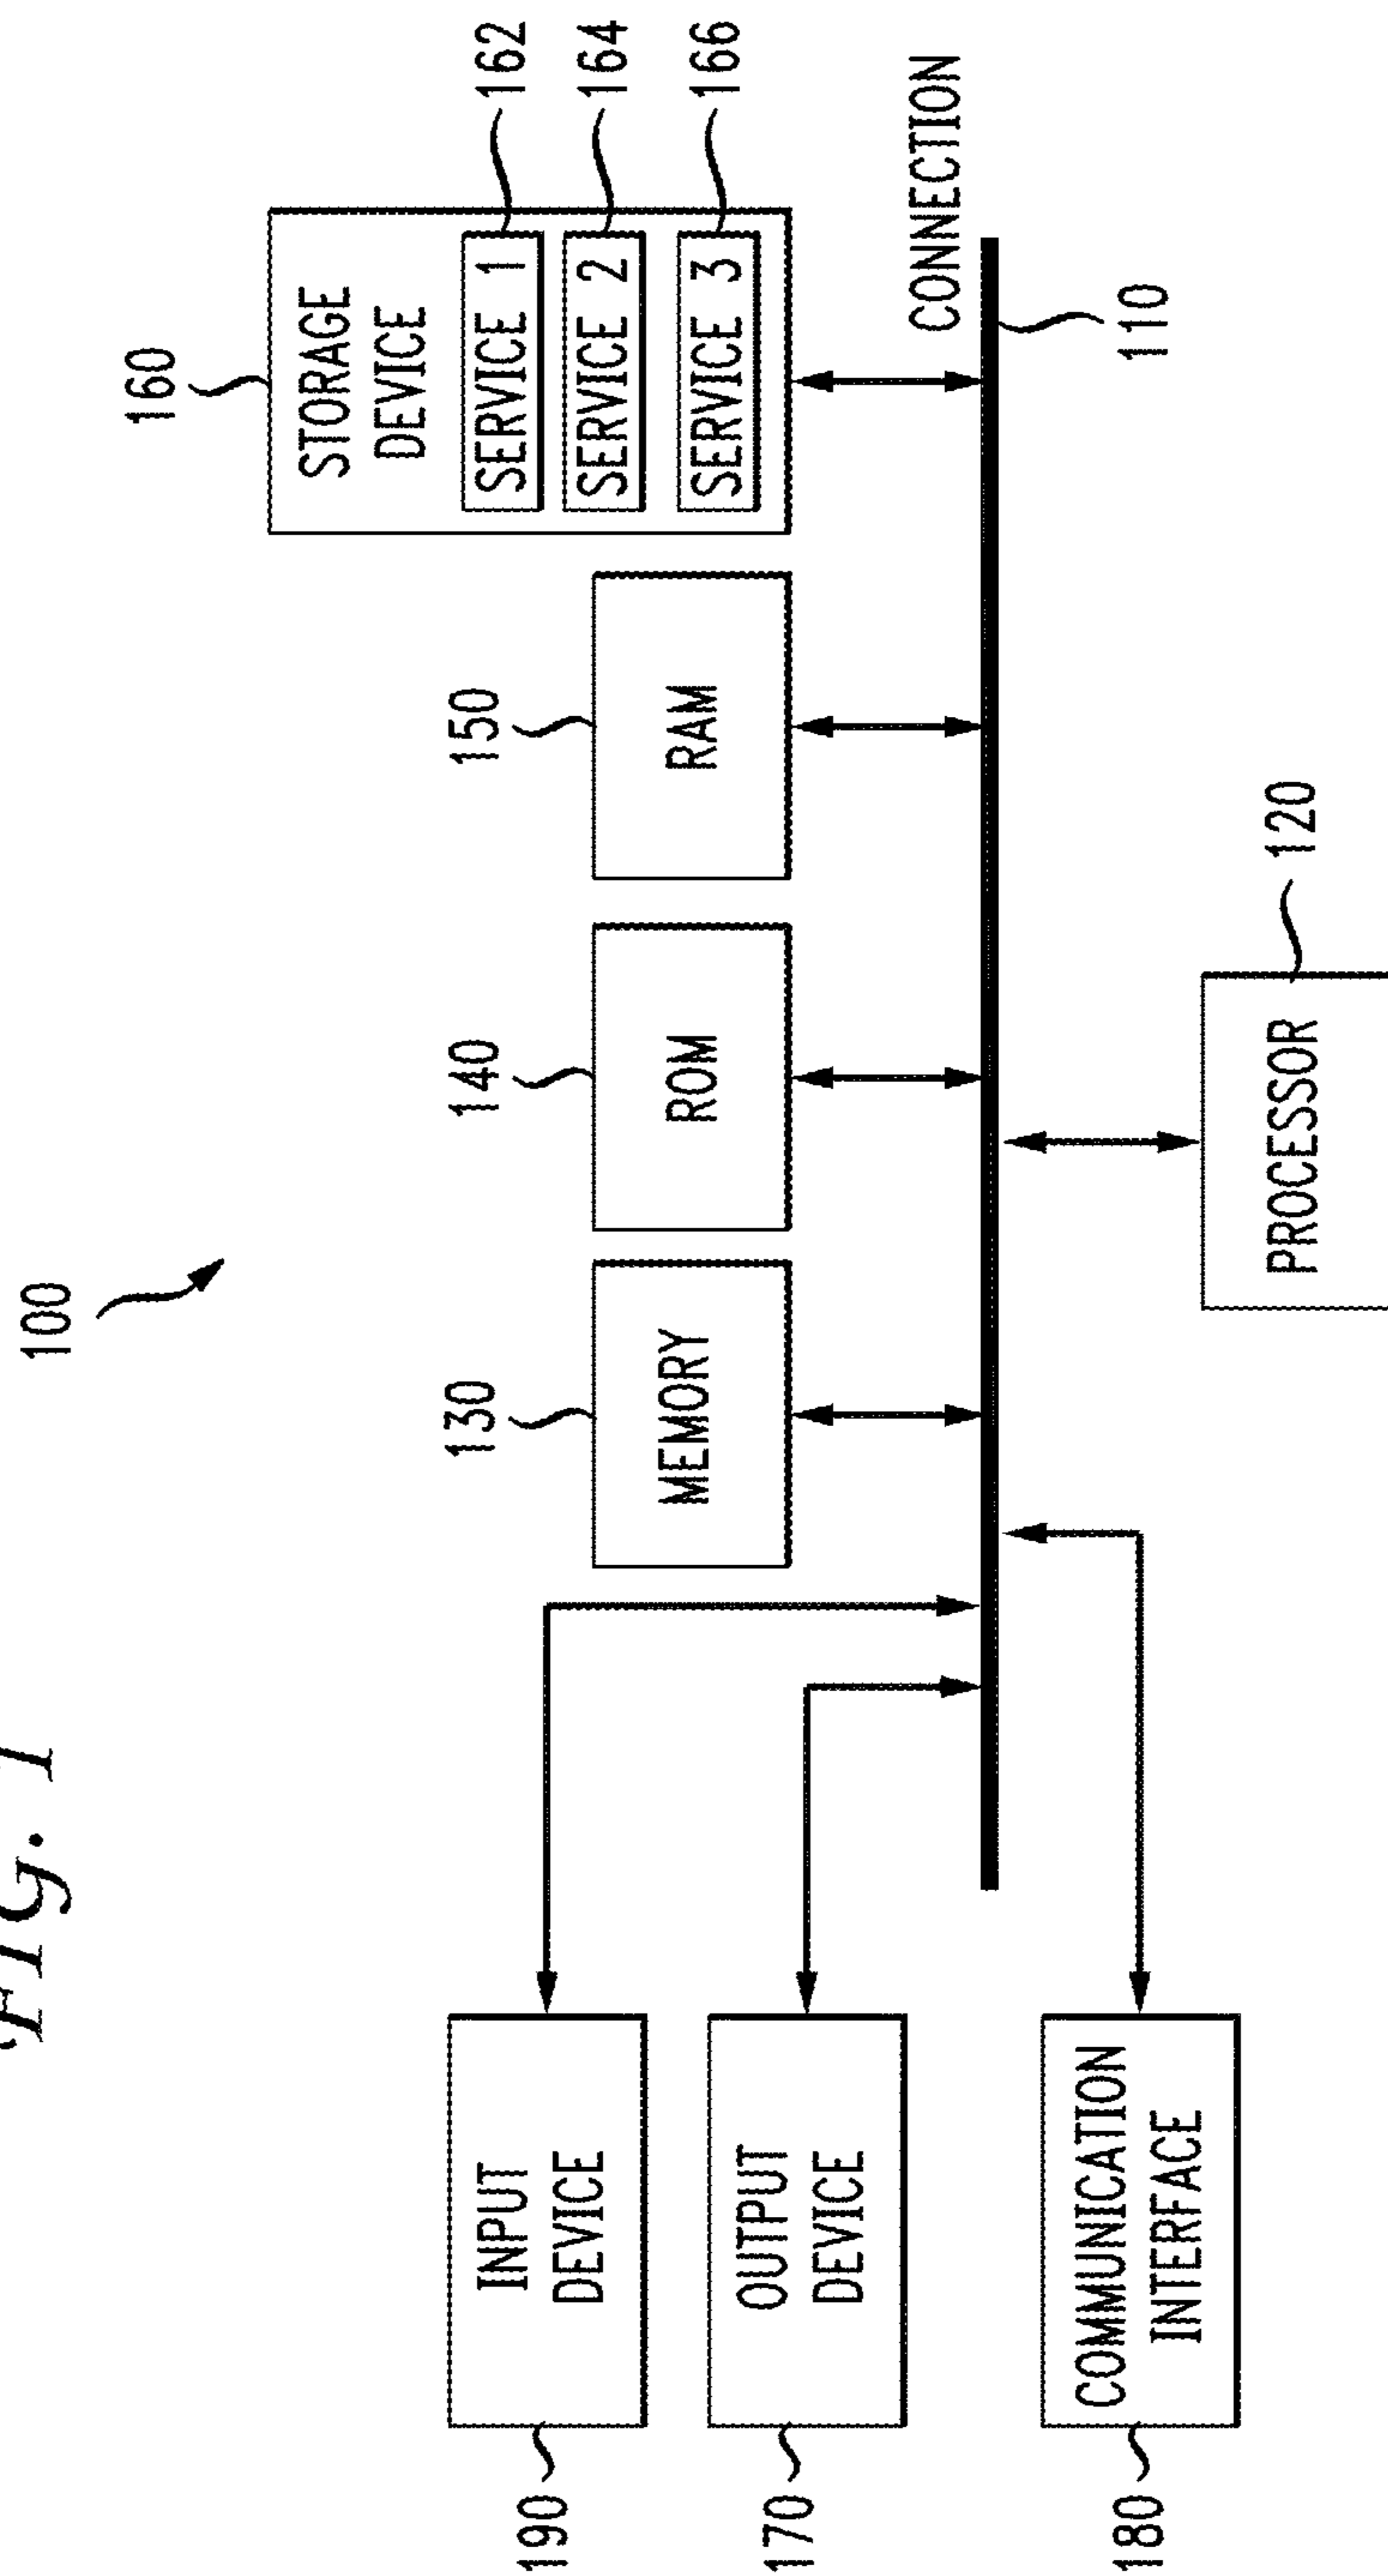 FIG. 1
100
160
STORAGE
DEVICE
SERVICE 1
162
SERVICE 2
164
SERVICE 3
166
130
MEMORY
140
ROM
150
RAM
190
INPUT
DEVICE
170
OUTPUT
DEVICE
CONNECTION
110
180
COMMUNICATION
INTERFACE
PROCESSOR
120